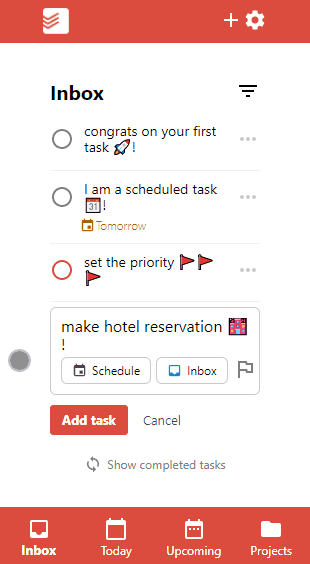 Inbox
congrats on your first
task 🚀!
I am a scheduled task
📅!
Tomorrow
set the priority 🚩🚩
🚩
make hotel reservation 🏩
!
Schedule
Inbox
Add task
Cancel
Show completed tasks
Inbox
Today
Upcoming
Projects